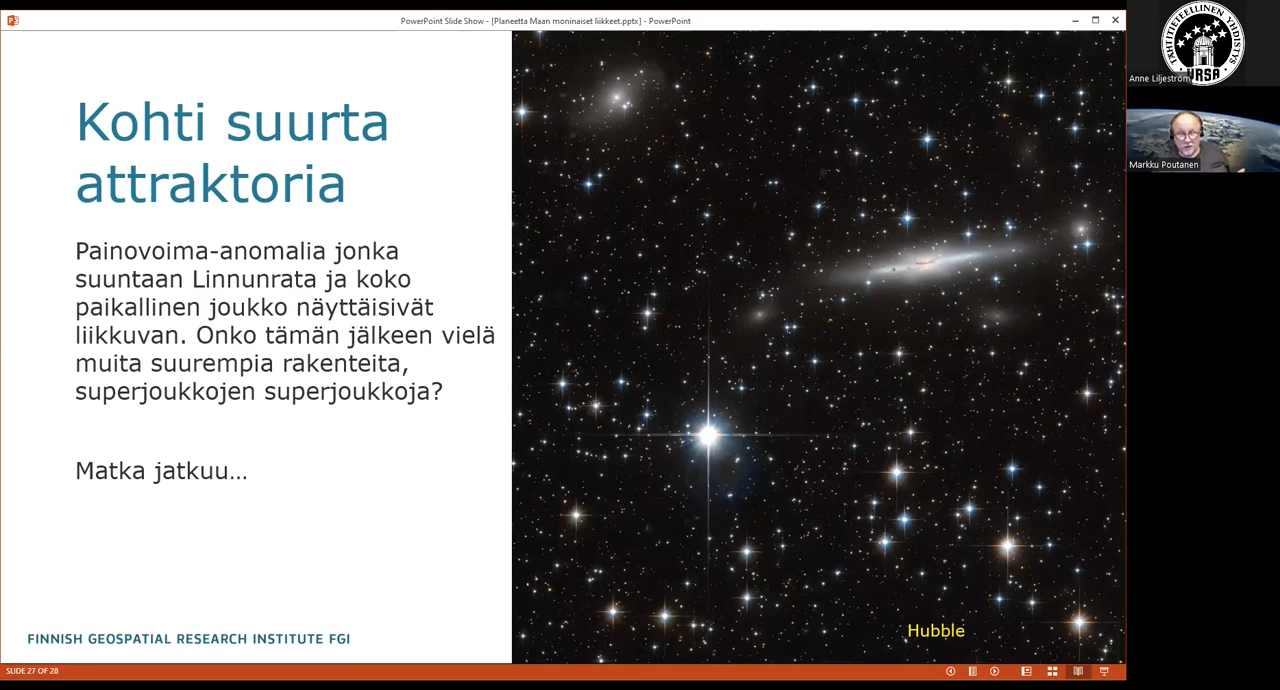 PowerPoint Slide Show - [Planeetta Maan moninaiset liikkeet.pptx] - PowerPoint
Kohti suurta
attraktoria
Painovoima-anomalia jonka
suuntaan Linnunrata ja koko
paikallinen joukko näyttäisivät
liikkuvan. Onko tämän jälkeen vielä
muita suurempia rakenteita,
superjoukkojen superjoukkoja?
Matka jatkuu…
FINNISH GEOSPATIAL RESEARCH INSTITUTE FGI
Hubble
SLIDE 27 OF 28
TÄHTITIETEELLINEN YHDISTYS
URSA
Anne Liljeström
Markku Poutanen